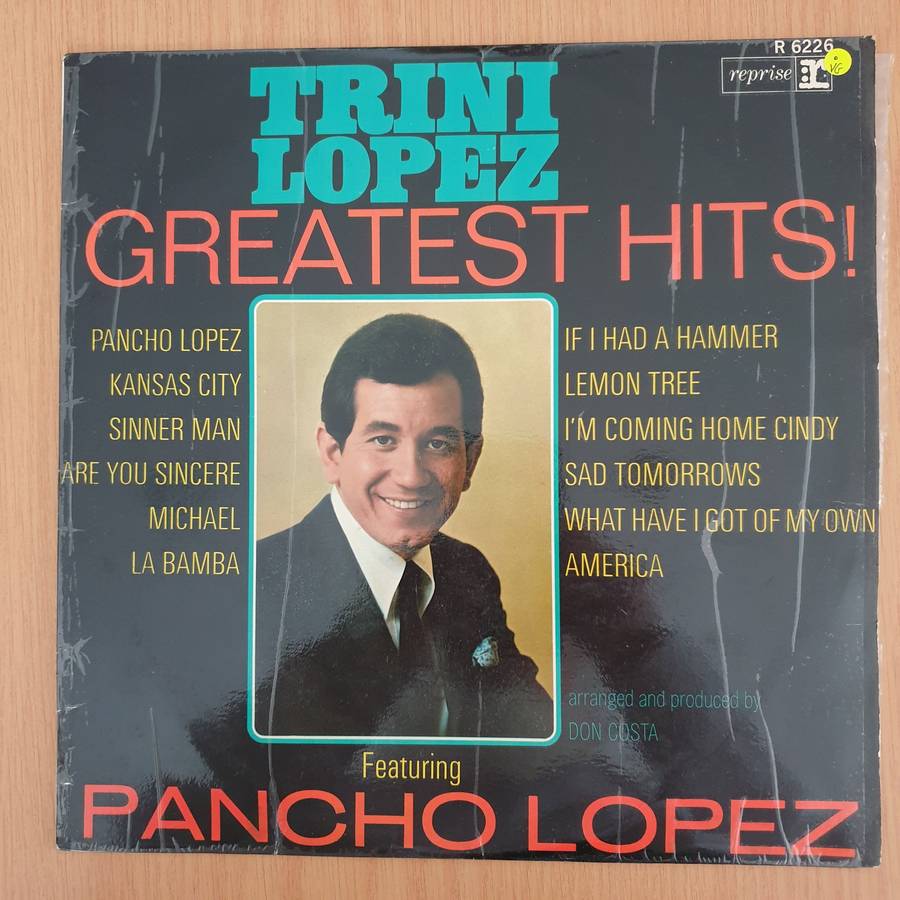 R 6226
reprise R:
VG
TRINI
LOPEZ
GREATEST HITS!
PANCHO LOPEZ
KANSAS CITY
SINNER MAN
ARE YOU SINCERE
MICHAEL
LA BAMBA
IF I HAD A HAMMER
LEMON TREE
I'M COMING HOME CINDY
SAD TOMORROWS
WHAT HAVE I GOT OF MY OWN
AMERICA
arranged and produced by
DON COSTA
Featuring
PANCHO LOPEZ